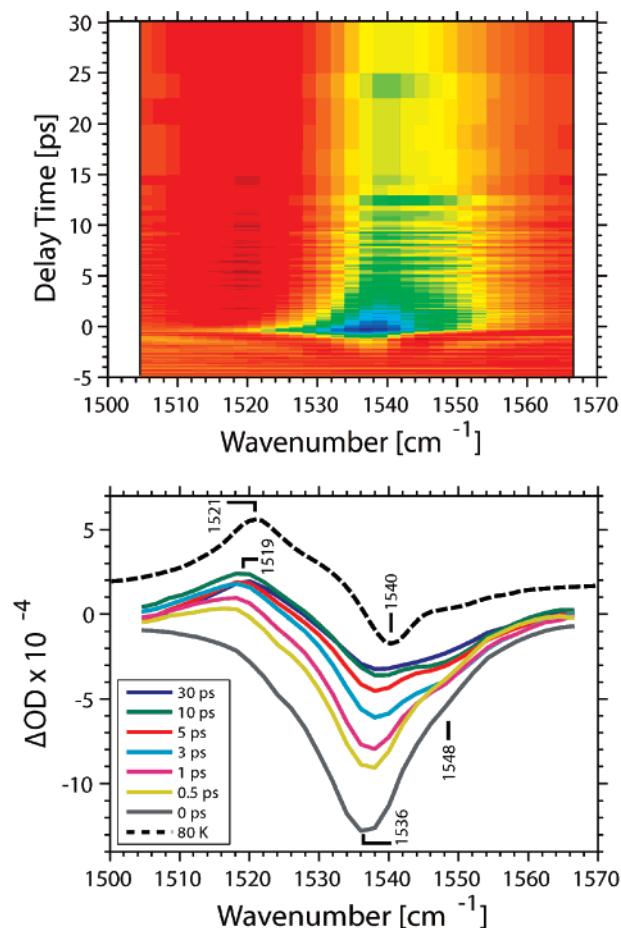 30
25
20
15
10
5
0
-5
Delay Time [ps]
1500 1510 1520 1530 1540 1550 1560 1570
Wavenumber [cm ⁻¹]
5
0
-5
-10
ΔOD x 10 ⁻⁴
1521
1519
1540
1548
1536
30 ps
10 ps
5 ps
3 ps
1 ps
0.5 ps
0 ps
80 K
1500 1510 1520 1530 1540 1550 1560 1570
Wavenumber [cm ⁻¹]